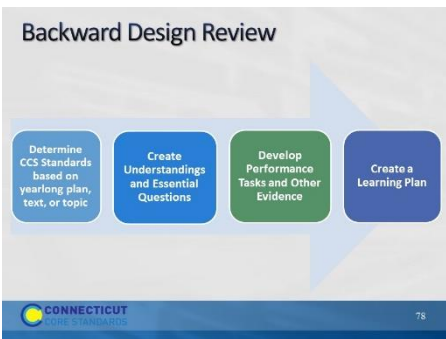 Backward Design Review
Determine
CCS Standards
based on
yearlong plan,
text, or topic
Create
Understandings
and Essential
Questions
Develop
Performance
Tasks and Other
Evidence
Create a
Learning Plan
CONNECTICUT
CORE STANDARDS
78